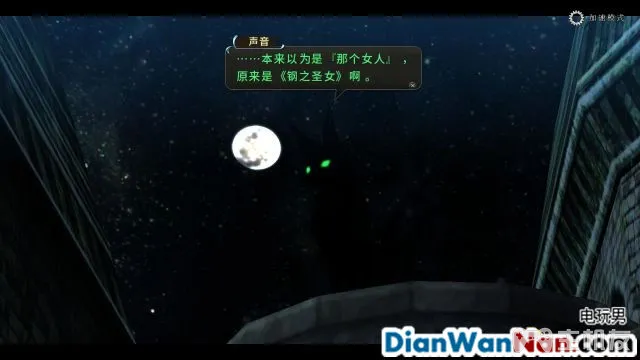 加速模式
声音
……本来以为是『那个女人』，
原来是《钢之圣女》啊。
电玩男
DianWanNan.com